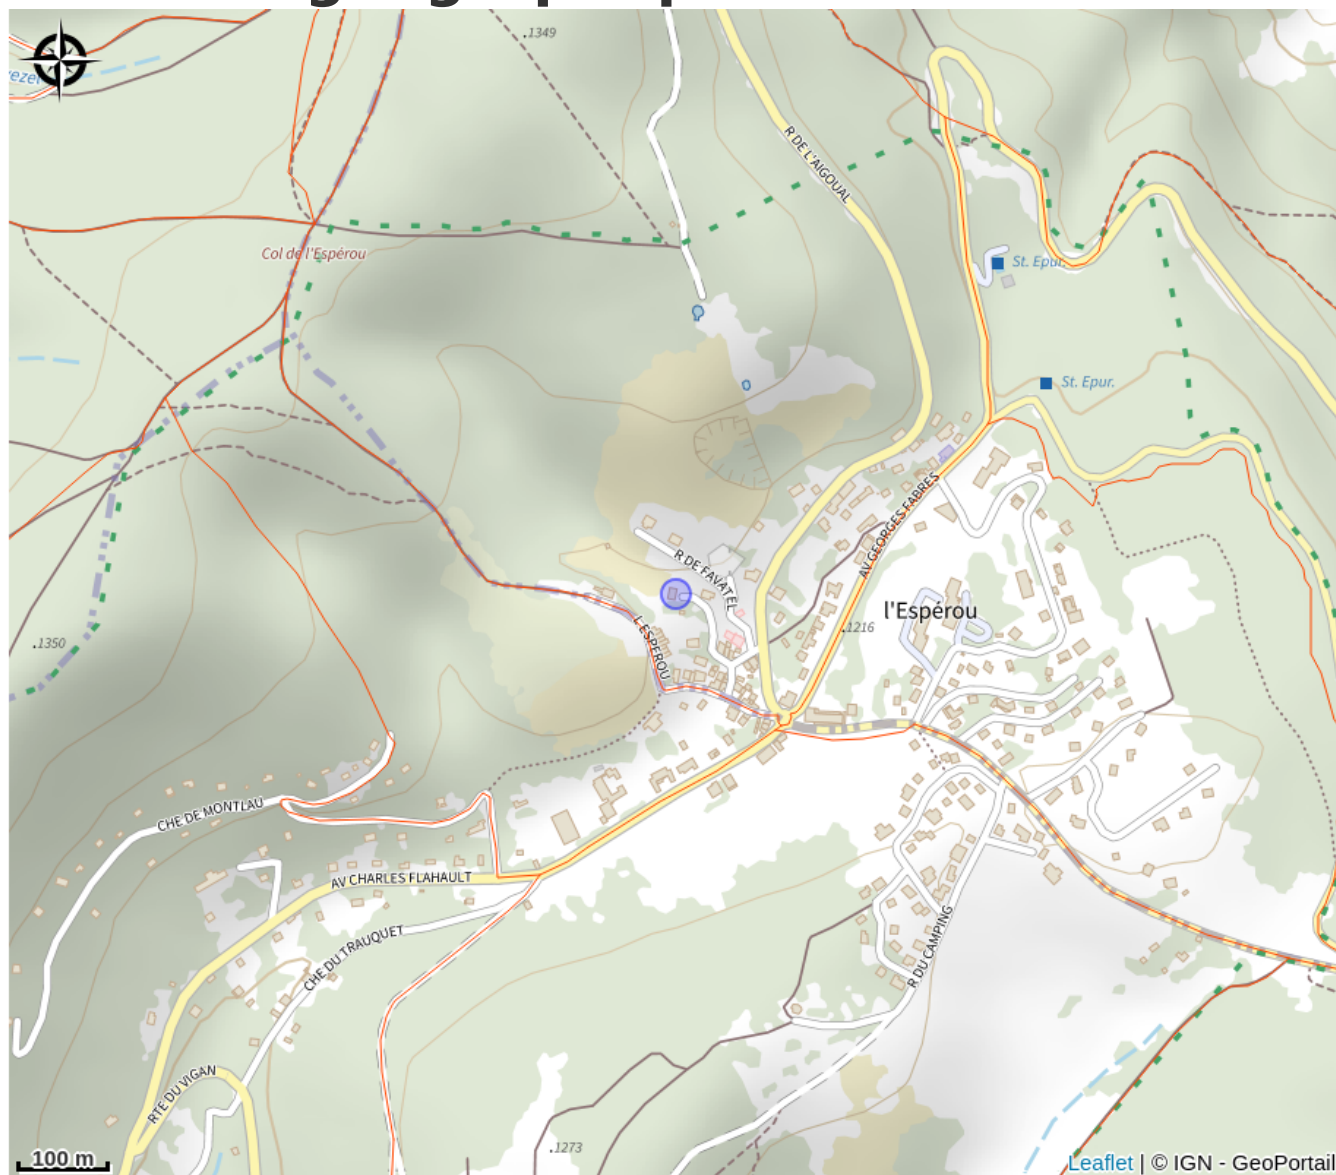 .1349
R DE L'AIGOUAL
Col de l'Espérou
St. Epur.
St. Epur.
AV GEORGES FABRES
R DE FAVATEL
l'Espérou
.1216
L'ESPEROU
.1350
CHE DE MONTLAU
AV CHARLES FLAHAULT
CHE DU TRAUQUET
R DU CAMPING
RTE DU VIGAN
.1273
100 m
Leaflet | © IGN - GeoPortail